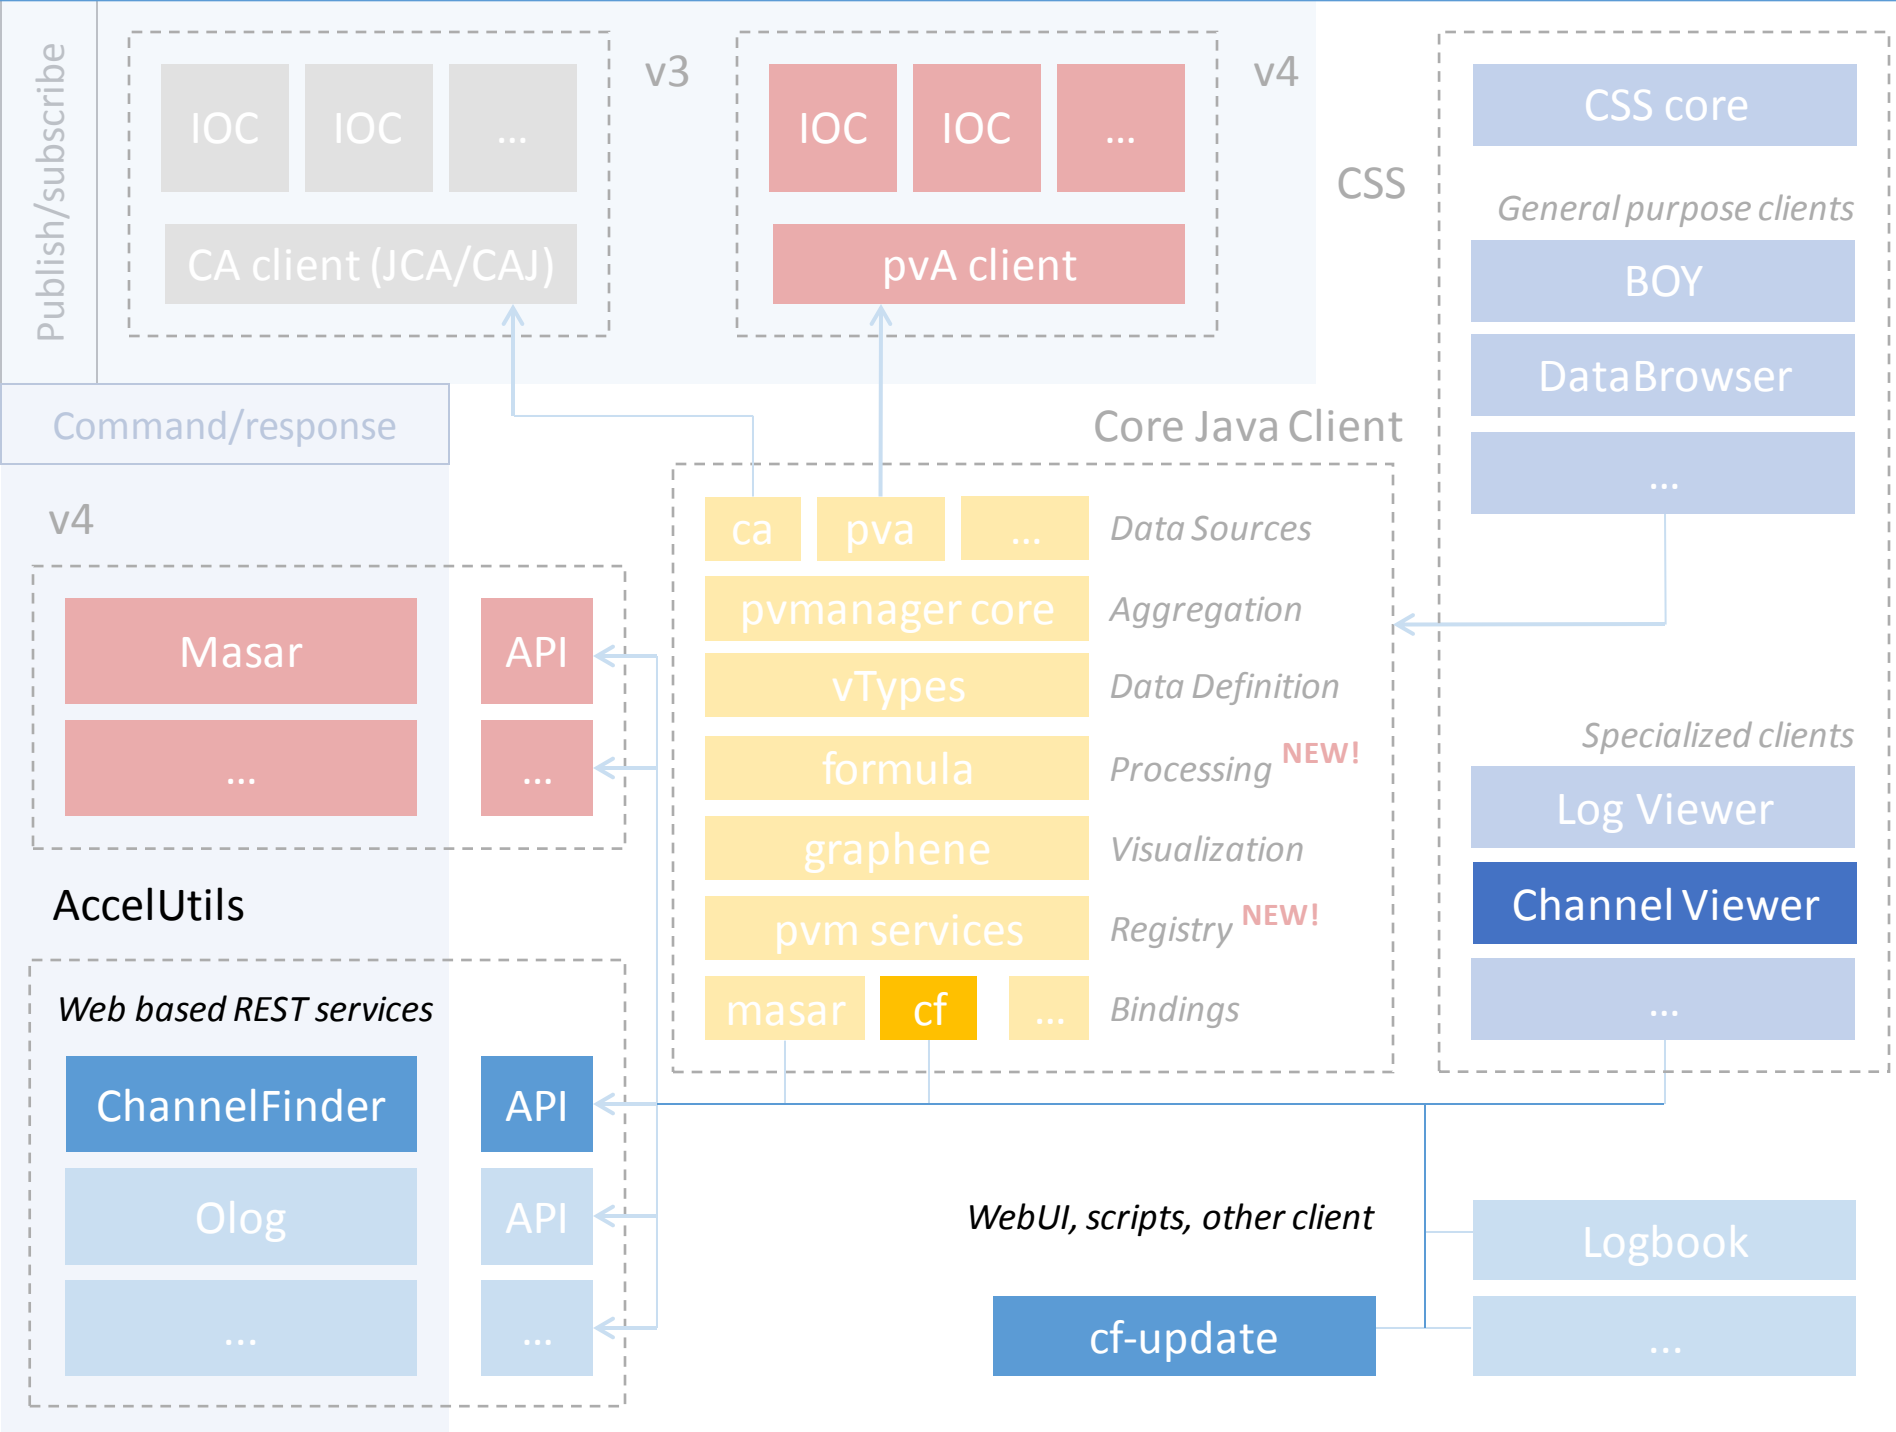 Publish/subscribe
IOC
IOC
...
v3
CA client (JCA/CAJ)
IOC
IOC
...
v4
pvA client
CSS
CSS core
General purpose clients
BOY
DataBrowser
...
Specialized clients
Log Viewer
Channel Viewer
...
Command/response
v4
Masar
API
...
...
AccelUtils
Web based REST services
ChannelFinder
API
Olog
API
...
...
Core Java Client
ca
pva
...
Data Sources
pvmanager core
Aggregation
vTypes
Data Definition
formula
Processing NEW!
graphene
Visualization
pvm services
Registry NEW!
masar
cf
...
Bindings
WebUI, scripts, other client
Logbook
cf-update
...